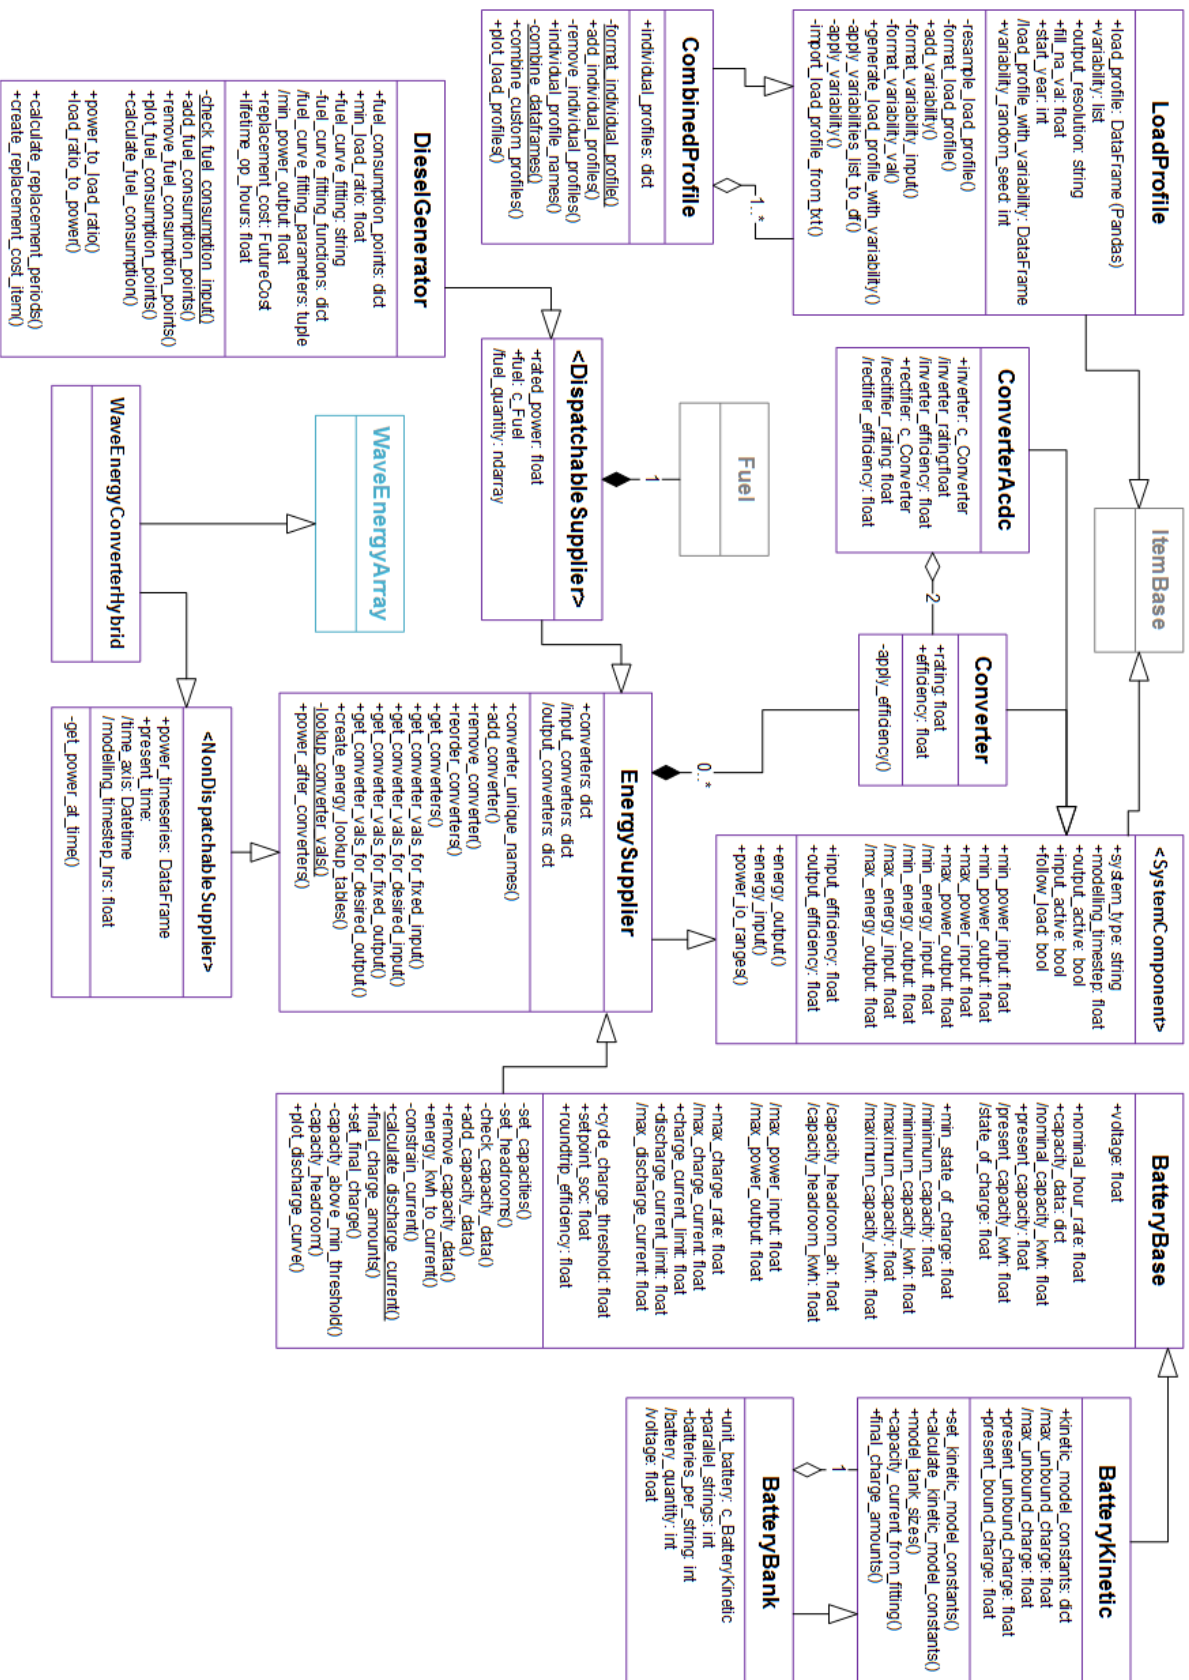 LoadProfile
+load_profile: DataFrame (Pandas)
+variability: list
+output_resolution: string
+fill_na_val: float
+start_year: int
/load_profile_with_variability: DataFrame
+variability_random_seed: int
-resample_load_profile()
-format_load_profile()
+add_variability()
-format_variability_input()
-format_variability_val()
+generate_load_profile_with_variability()
-apply_variabilities_list_to_df()
-apply_variability()
-import_load_profile_from_txt()
ItemBase
<SystemComponent>
+system_type: string
+modelling_timestep: float
+output_active: bool
+input_active: bool
+follow_load: bool
+min_power_input: float
+min_power_output: float
+max_power_input: float
+max_power_output: float
/min_energy_input: float
/min_energy_output: float
/max_energy_input: float
/max_energy_output: float
+input_efficiency: float
+output_efficiency: float
+energy_output()
+energy_input()
+power_io_ranges()
BatteryBase
+voltage: float
+nominal_hour_rate: float
+capacity_data: dict
/nominal_capacity_kwh: float
+present_capacity: float
/present_capacity_kwh: float
/state_of_charge: float
+min_state_of_charge: float
/minimum_capacity: float
/minimum_capacity_kwh: float
/maximum_capacity: float
/maximum_capacity_kwh: float
/capacity_headroom_ah: float
/capacity_headroom_kwh: float
/max_power_input: float
/max_power_output: float
+max_charge_rate: float
/max_charge_current: float
+charge_current_limit: float
+discharge_current_limit: float
/max_discharge_current: float
+cycle_charge_threshold: float
+setpoint_soc: float
+roundtrip_efficiency: float
-set_capacities()
-set_headrooms()
-check_capacity_data()
+add_capacity_data()
+remove_capacity_data()
+energy_kwh_to_current()
-constrain_current()
+calculate_discharge_current()
+final_charge_amounts()
+set_final_charge()
-capacity_above_min_threshold()
-capacity_headroom()
+plot_discharge_curve()
BatteryKinetic
+kinetic_model_constants: dict
/max_unbound_charge: float
/max_unbound_charge: float
+present_unbound_charge: float
+present_bound_charge: float
+set_kinetic_model_constants()
+calculate_kinetic_model_constants()
+model_tank_sizes()
+capacity_current_from_fitting()
+final_charge_amounts()
1
BatteryBank
+unit_battery: c_BatteryKinetic
+parallel_strings: int
+batteries_per_string: int
/battery_quantity: int
/voltage: float
ConverterAcdc
+inverter: c_Converter
/inverter_rating:float
/inverter_efficiency: float
+rectifier: c_Converter
/recitifier_rating: float
/rectifier_efficiency: float
2
Converter
+rating: float
+efficiency: float
-apply_efficiency()
0..*
CombinedProfile
+individual_profiles: dict
-format_individual_profile()
+add_individual_profiles()
-remove_individual_profiles()
+individual_profile_names()
-combine_dataframes()
+combine_custom_profiles()
+plot_load_profiles()
1..*
Fuel
1
<DispatchableSupplier>
+rated_power: float
+fuel: c_Fuel
/fuel_quantity: ndarray
EnergySupplier
+converters: dict
/input_converters: dict
/output_converters: dict
+converter_unique_names()
+add_converter()
+remove_converter()
+reorder_converters()
+get_converters()
+get_converter_vals_for_fixed_input()
+get_converter_vals_for_desired_input()
+get_converter_vals_for_fixed_output()
+get_converter_vals_for_desired_output()
+create_energy_lookup_tables()
-lookup_converter_vals()
+power_after_converters()
DieselGenerator
+fuel_consumption_points: dict
+min_load_ratio: float
+fuel_curve_fitting: string
-fuel_curve_fitting_functions: dict
/fuel_curve_fitting_parameters: tuple
/min_power_output: float
+replacement_cost: FutureCost
+lifetime_op_hours: float
-check_fuel_consumption_input()
+add_fuel_consumption_points()
+remove_fuel_consumption_points()
+plot_fuel_consumption_points()
+calculate_fuel_consumption()
+power_to_load_ratio()
+load_ratio_to_power()
+calculate_replacement_periods()
+create_replacement_cost_item()
WaveEnergyArray
WaveEnergyConverterHybrid
<NonDispatchableSupplier>
+power_timeseries: DataFrame
+present_time:
/time_axis: Datetime
/modelling_timestep_hrs: float
-get_power_at_time()